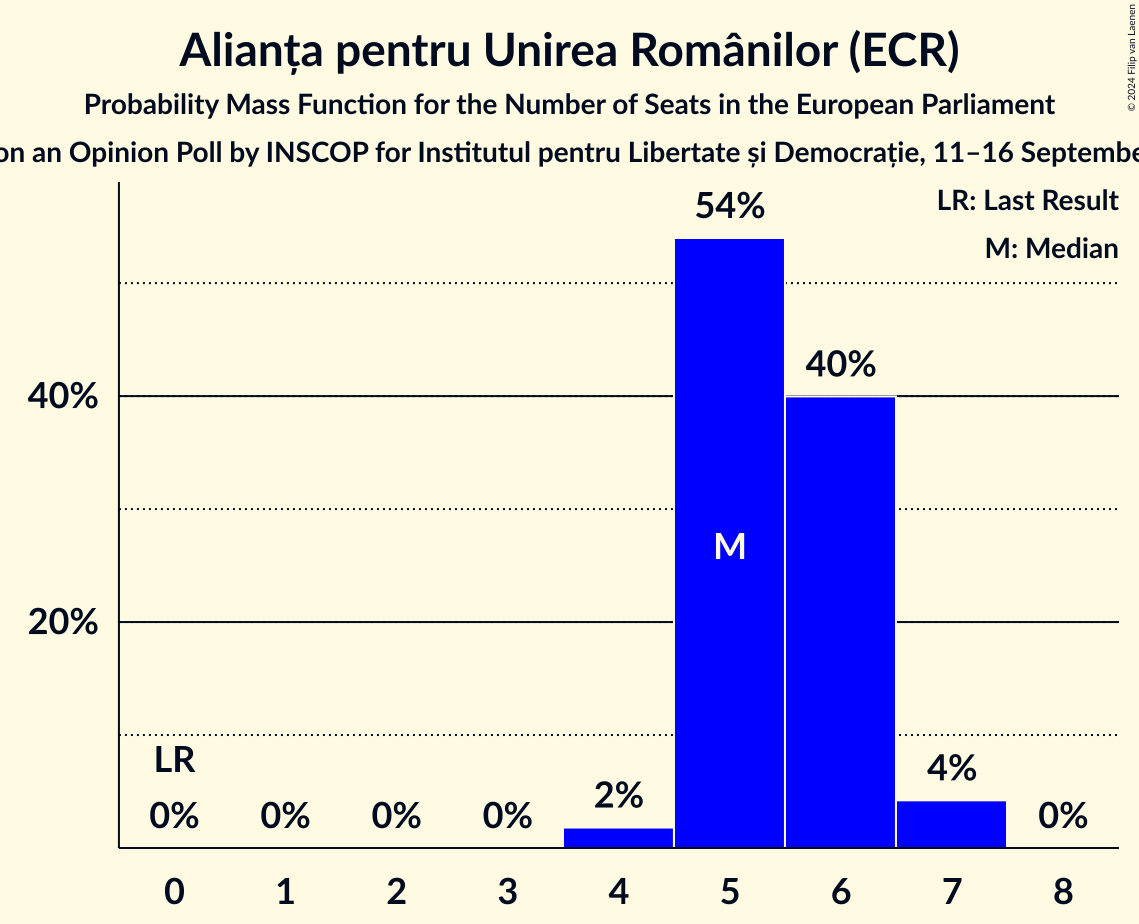 Alianța pentru Unirea Românilor (ECR)
Probability Mass Function for the Number of Seats in the European Parliament
on an Opinion Poll by INSCOP for Institutul pentru Libertate și Democrație, 11–16
© 2024 Filip van Laenen
LR: Last Result
M: Median
54%
40%
40%
M
20%
LR
0%
0%
0%
0%
2%
4%
0%
0
1
2
3
4
5
6
7
8